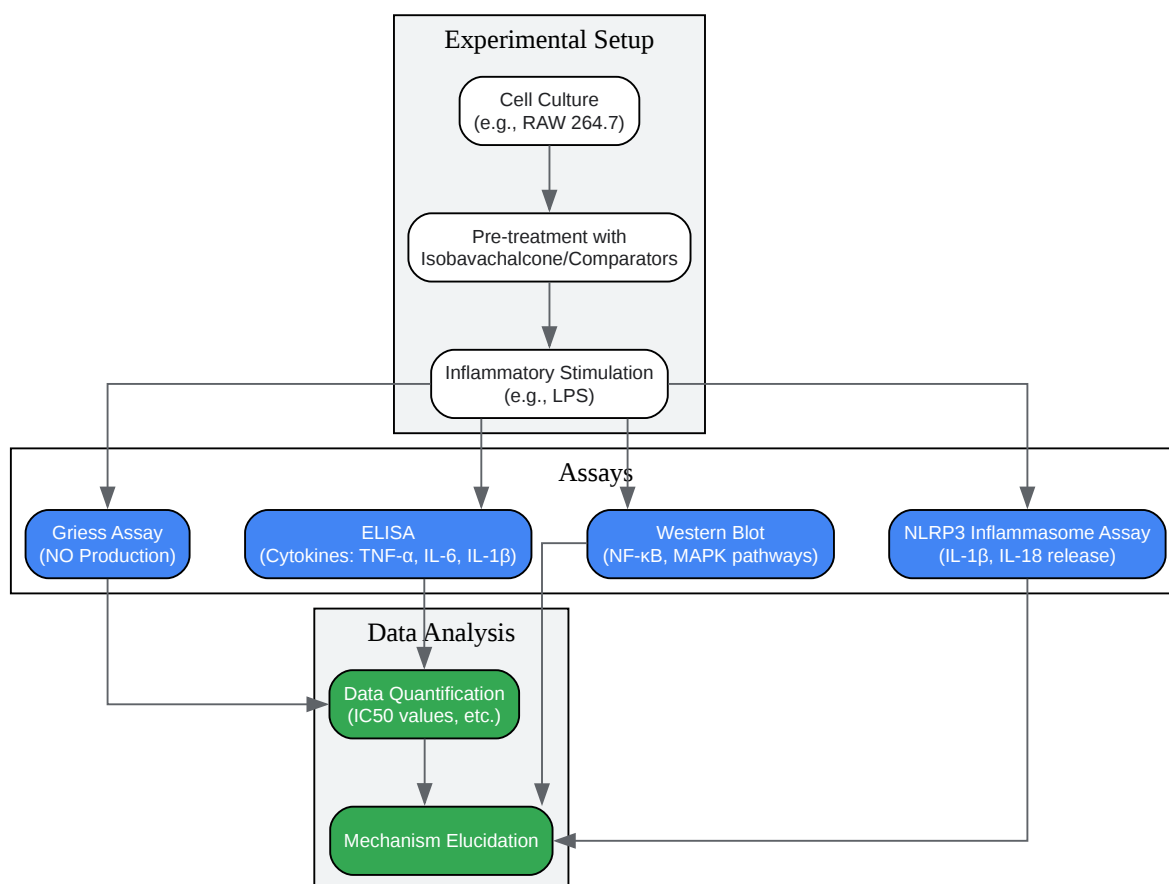 Experimental Setup
Cell Culture
(e.g., RAW 264.7)
Pre-treatment with
Isobavachalcone/Comparators
Inflammatory Stimulation
(e.g., LPS)
Assays
Griess Assay
(NO Production)
ELISA
(Cytokines: TNF-α, IL-6, IL-1β)
Western Blot
(NF-κB, MAPK pathways)
NLRP3 Inflammasome Assay
(IL-1β, IL-18 release)
Data Analysis
Data Quantification
(IC50 values, etc.)
Mechanism Elucidation